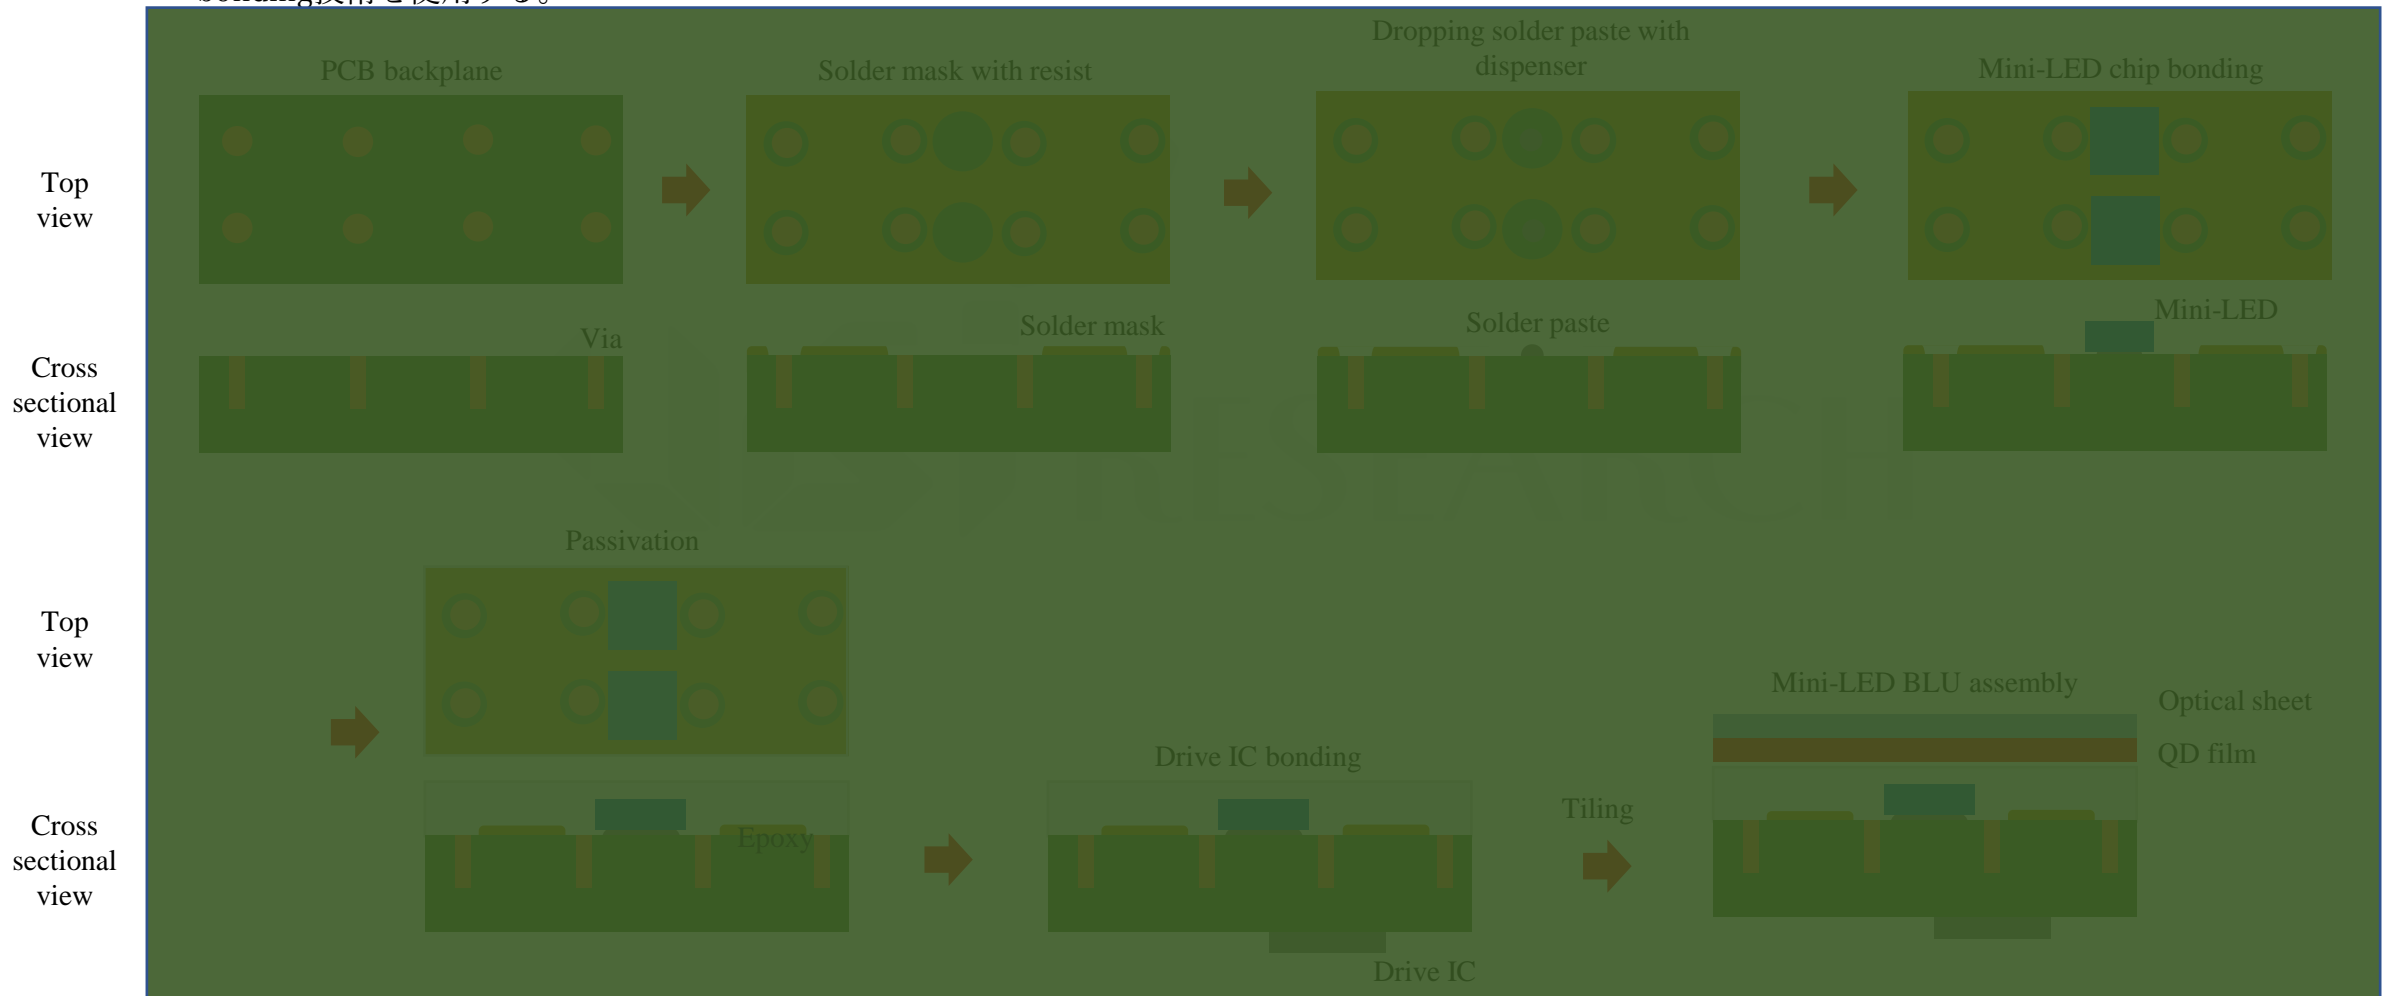 PCB backplane
Solder mask with resist
Dropping solder paste with
dispenser
Mini-LED chip bonding
Top
view
Via
Solder mask
Solder paste
Mini-LED
Cross
sectional
view
RESEARCH
Passivation
Top
view
Mini-LED BLU assembly
Optical sheet
QD film
Drive IC bonding
Tiling
Epoxy
Cross
sectional
view
Drive IC